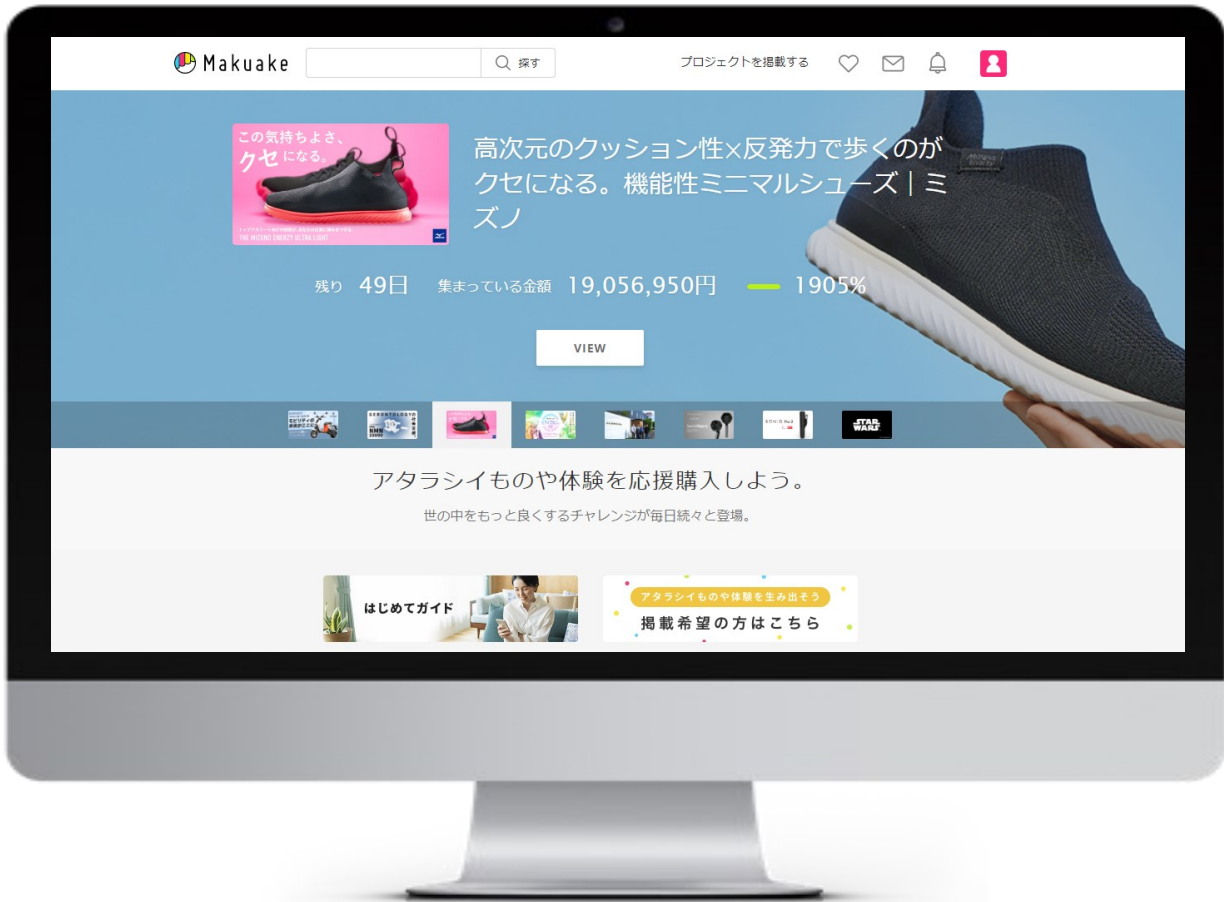 Makuake
探す
プロジェクトを掲載する
この気持ちよさ、
クセになる。
THE MIZUNO ENERZY ULTRA LIGHT
高次元のクッション性×反発力で歩くのが
クセになる。機能性ミニマルシューズ｜ミ
ズノ
残り 49日 集まっている金額 19,056,950円 1905%
VIEW
STAR
WARS
アタラシイものや体験を応援購入しよう。
世の中をもっと良くするチャレンジが毎日続々と登場。
はじめてガイド
アタラシイものや体験を生み出そう
掲載希望の方はこちら